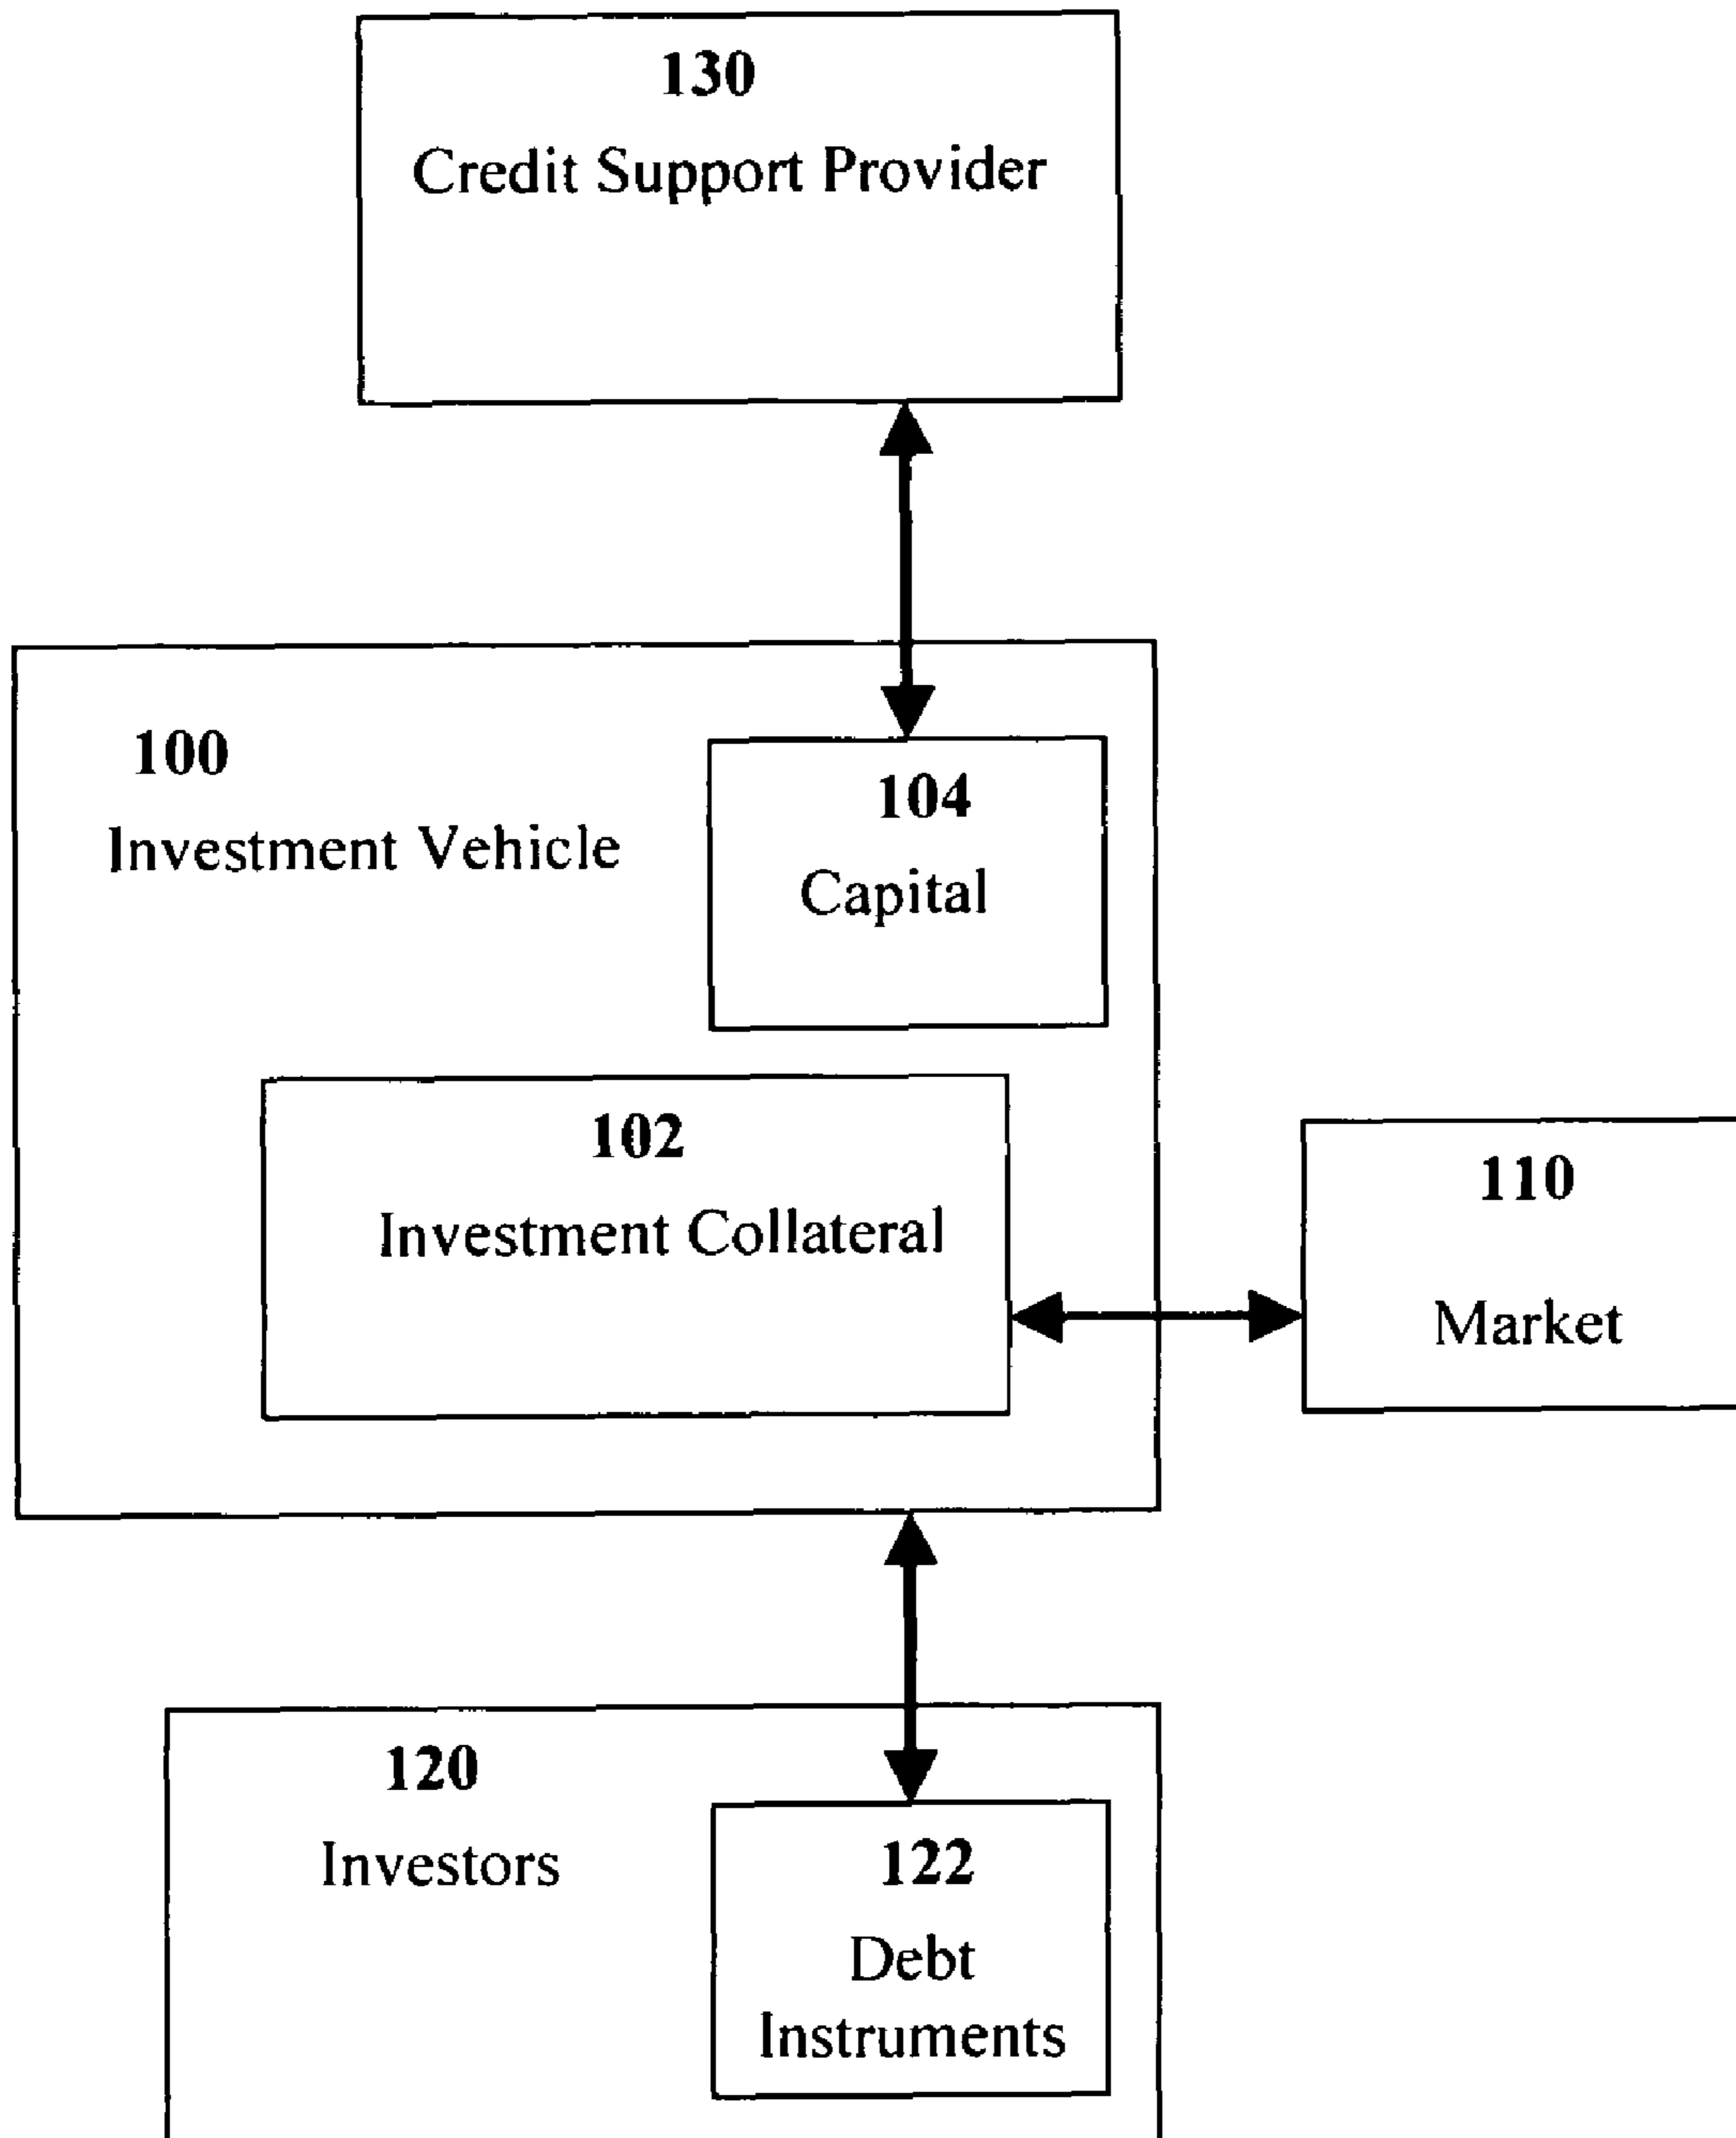 130
Credit Support Provider
100
Investment Vehicle
104
Capital
102
Investment Collateral
110
Market
120
Investors
122
Debt
Instruments